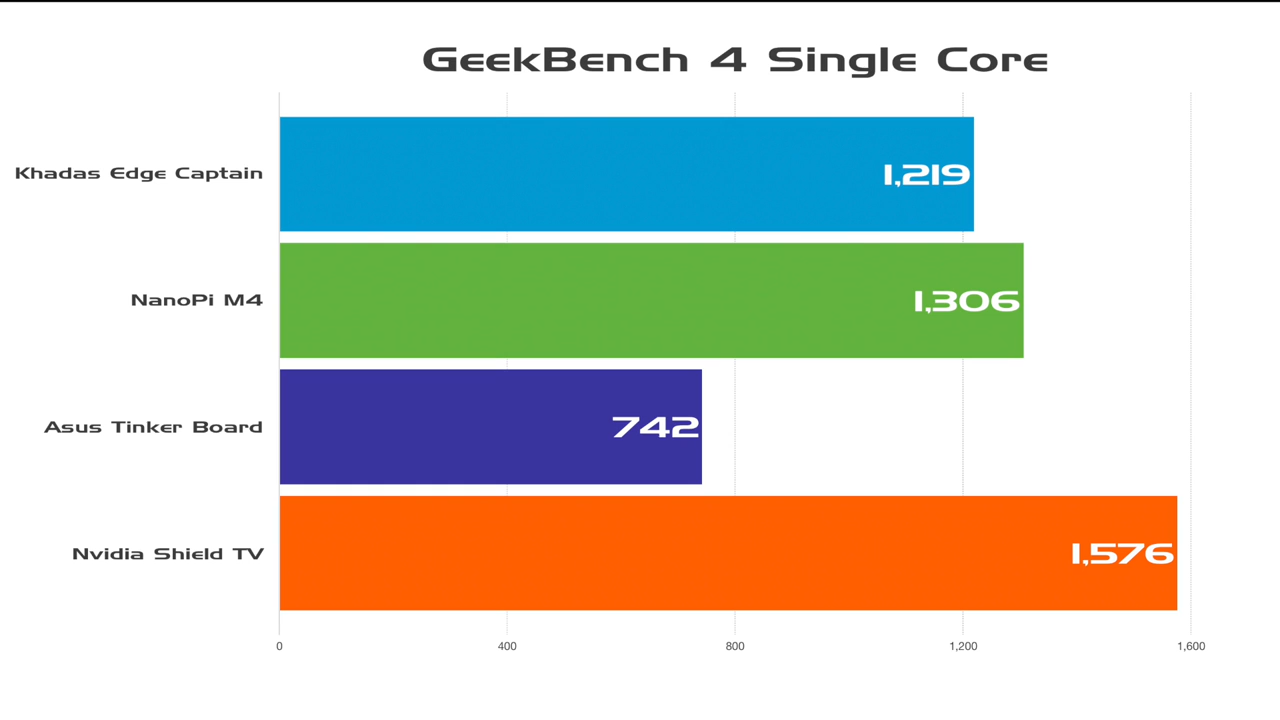 GeekBench 4 Single Core
Khadas Edge Captain
1,219
NanoPi M4
1,306
Asus Tinker Board
742
Nvidia Shield TV
1,576
0 400 800 1,200 1,600